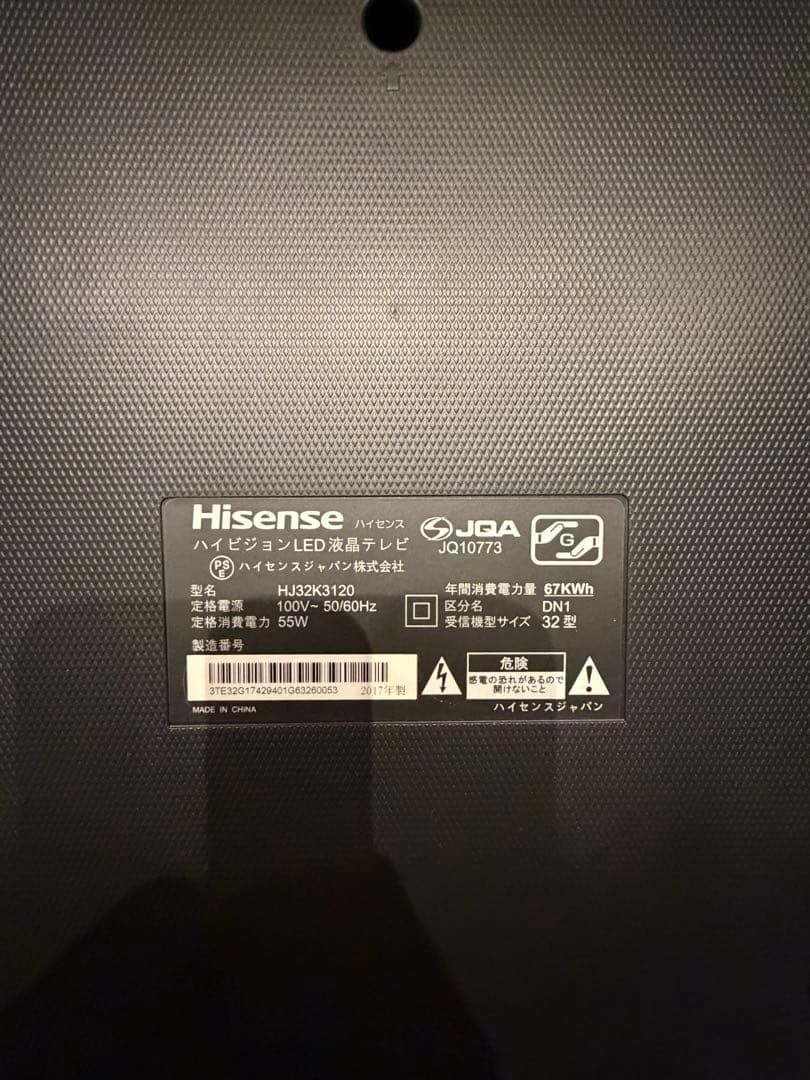 Hisense ハイセンス
JQA
JQ10773
G
ハイビジョンLED液晶テレビ
PSE ハイセンスジャパン株式会社
型名 HJ32K3120
定格電源 100V~ 50/60Hz
定格消費電力 55W
年間消費電力量 67KWh
区分名 DN1
受信機型サイズ 32型
製造番号
3TE32G17429401G63260053 2017年製
危険
感電の恐れがあるので
開けないこと
MADE IN CHINA
ハイセンスジャパン